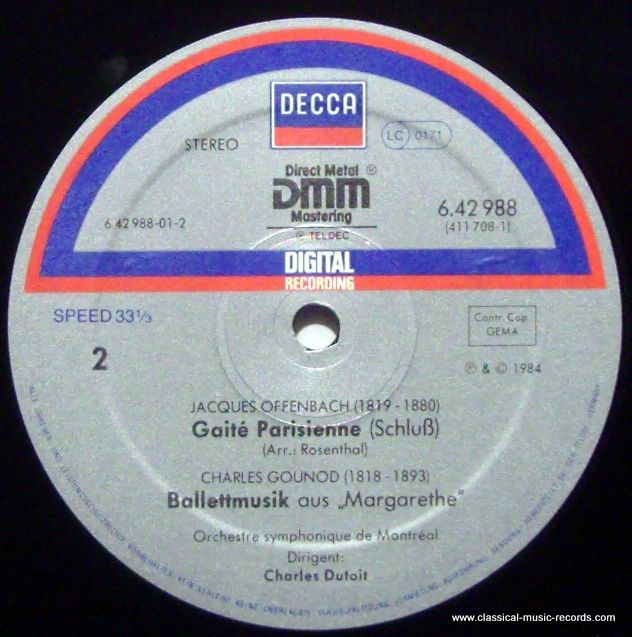 DECCA
STEREO
LC 0171
Direct Metal ℗
DMM
Mastering
℗ TELDEC
6.42 988-01-2
6.42 988
(411 708-1)
DIGITAL
RECORDING
SPEED 33⅓
Contr. Cop.
GEMA
2
℗ & © 1984
JACQUES OFFENBACH (1819 - 1880)
Gaité Parisienne (Schluß)
(Arr.: Rosenthal)
CHARLES GOUNOD (1818 - 1893)
Ballettmusik aus „Margarethe“
Orchestre symphonique de Montréal
Dirigent:
Charles Dutoit
www.classical-music-records.com